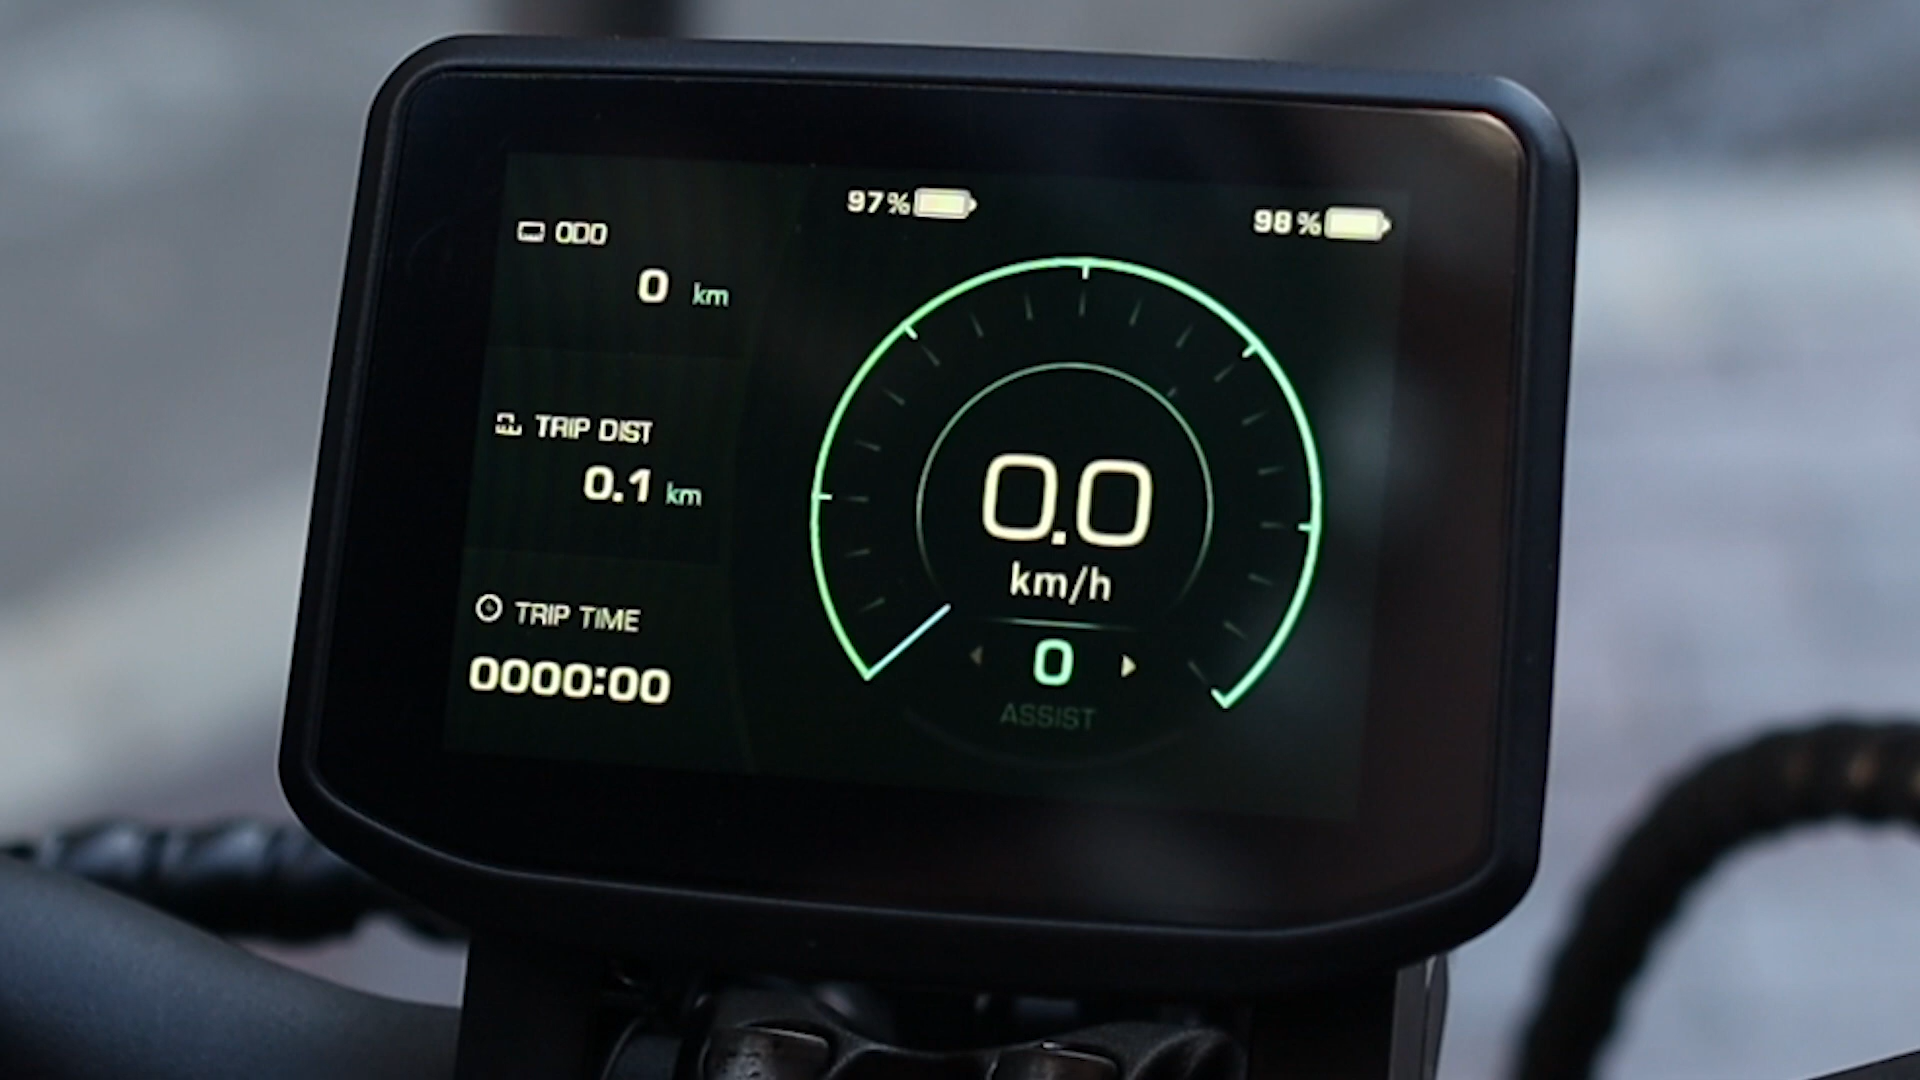 97%
98%
ODO
0 km
TRIP DIST
0.1 km
TRIP TIME
0000:00
0.0
km/h
0
ASSIST